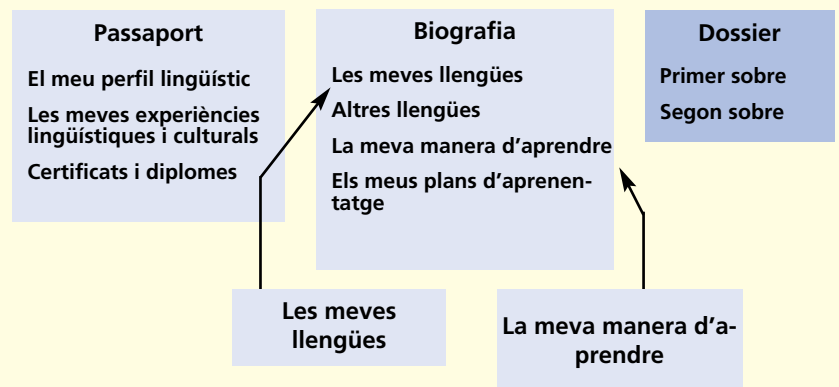 Passaport
El meu perfil lingüístic
Les meves experiències
lingüístiques i culturals
Certificats i diplomes
Biografia
Les meves llengües
Altres llengües
La meva manera d’aprendre
Els meus plans d’aprenen-
tatge
Dossier
Primer sobre
Segon sobre
Les meves
llengües
La meva manera d’a-
prendre